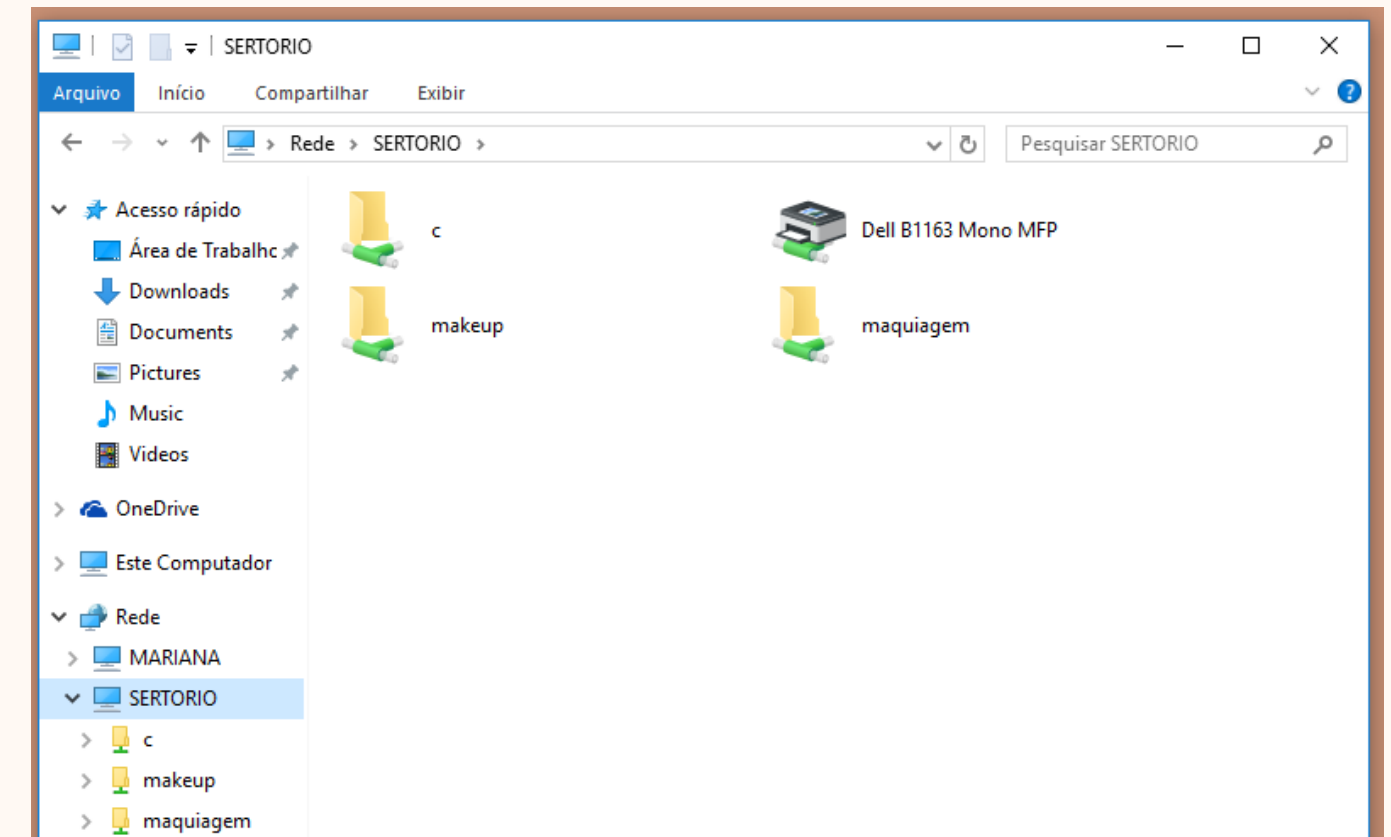 SERTORIO
Arquivo Início Compartilhar Exibir
Rede SERTORIO Pesquisar SERTORIO
Acesso rápido
Área de Trabalhc
Downloads
Documents
Pictures
Music
Videos
OneDrive
Este Computador
Rede
MARIANA
SERTORIO
c
makeup
maquiagem
c Dell B1163 Mono MFP
makeup maquiagem